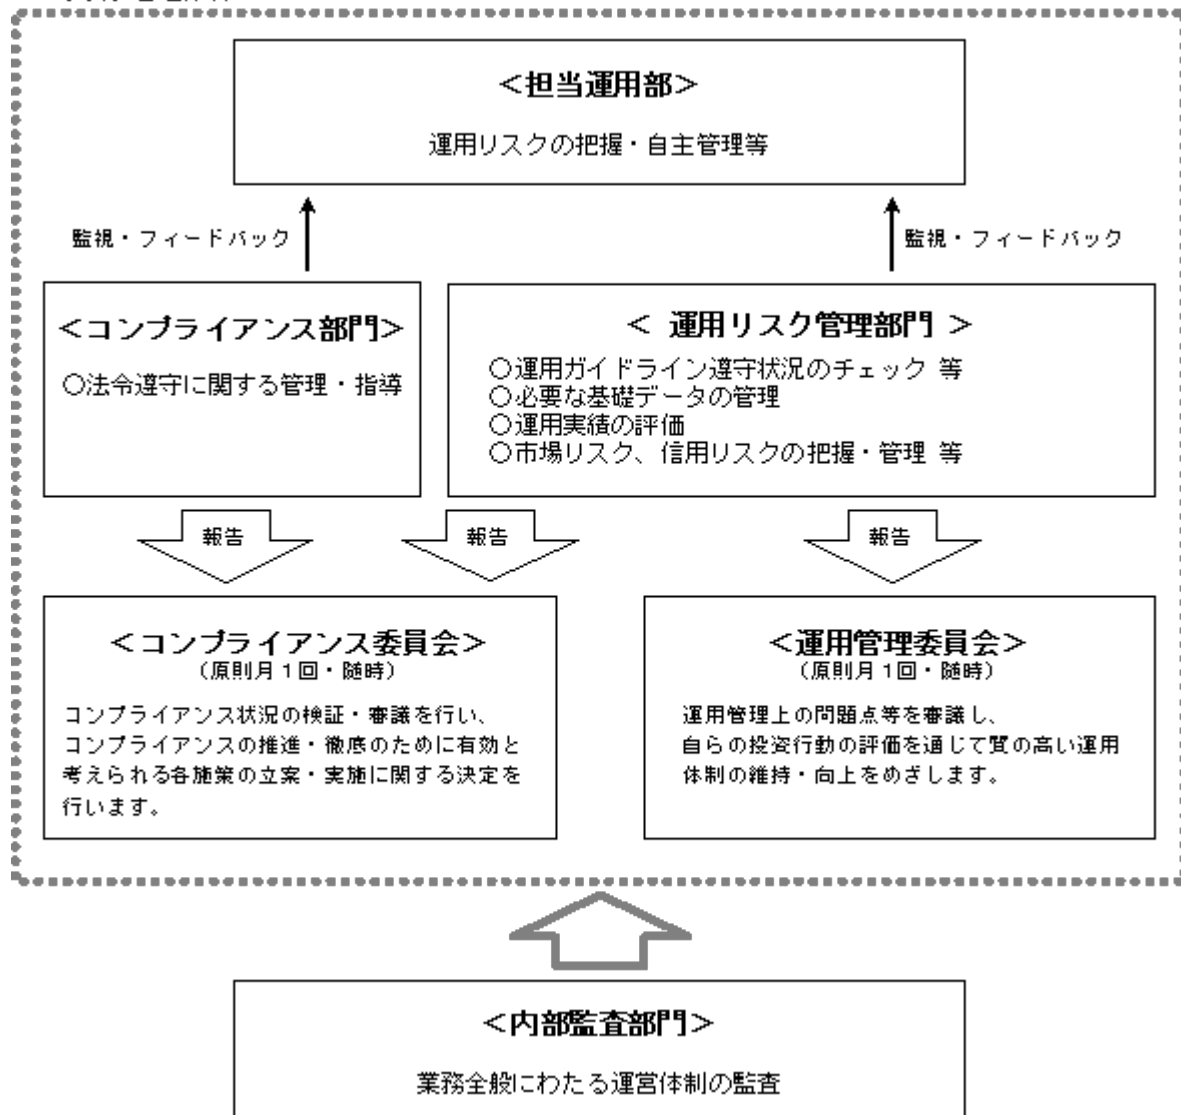 ＜担当運用部＞
運用リスクの把握・自主管理等
監視・フィードバック
監視・フィードバック
＜コンプライアンス部門＞
○法令遵守に関する管理・指導
＜ 運用リスク管理部門 ＞
○運用ガイドライン遵守状況のチェック 等
○必要な基礎データの管理
○運用実績の評価
○市場リスク、信用リスクの把握・管理 等
報告
報告
報告
＜コンプライアンス委員会＞
（原則月１回・随時）
コンプライアンス状況の検証・審議を行い、
コンプライアンスの推進・徹底のために有効と
考えられる各施策の立案・実施に関する決定を
行います。
＜運用管理委員会＞
（原則月１回・随時）
運用管理上の問題点等を審議し、
自らの投資行動の評価を通じて質の高い運用
体制の維持・向上をめざします。
＜内部監査部門＞
業務全般にわたる運営体制の監査